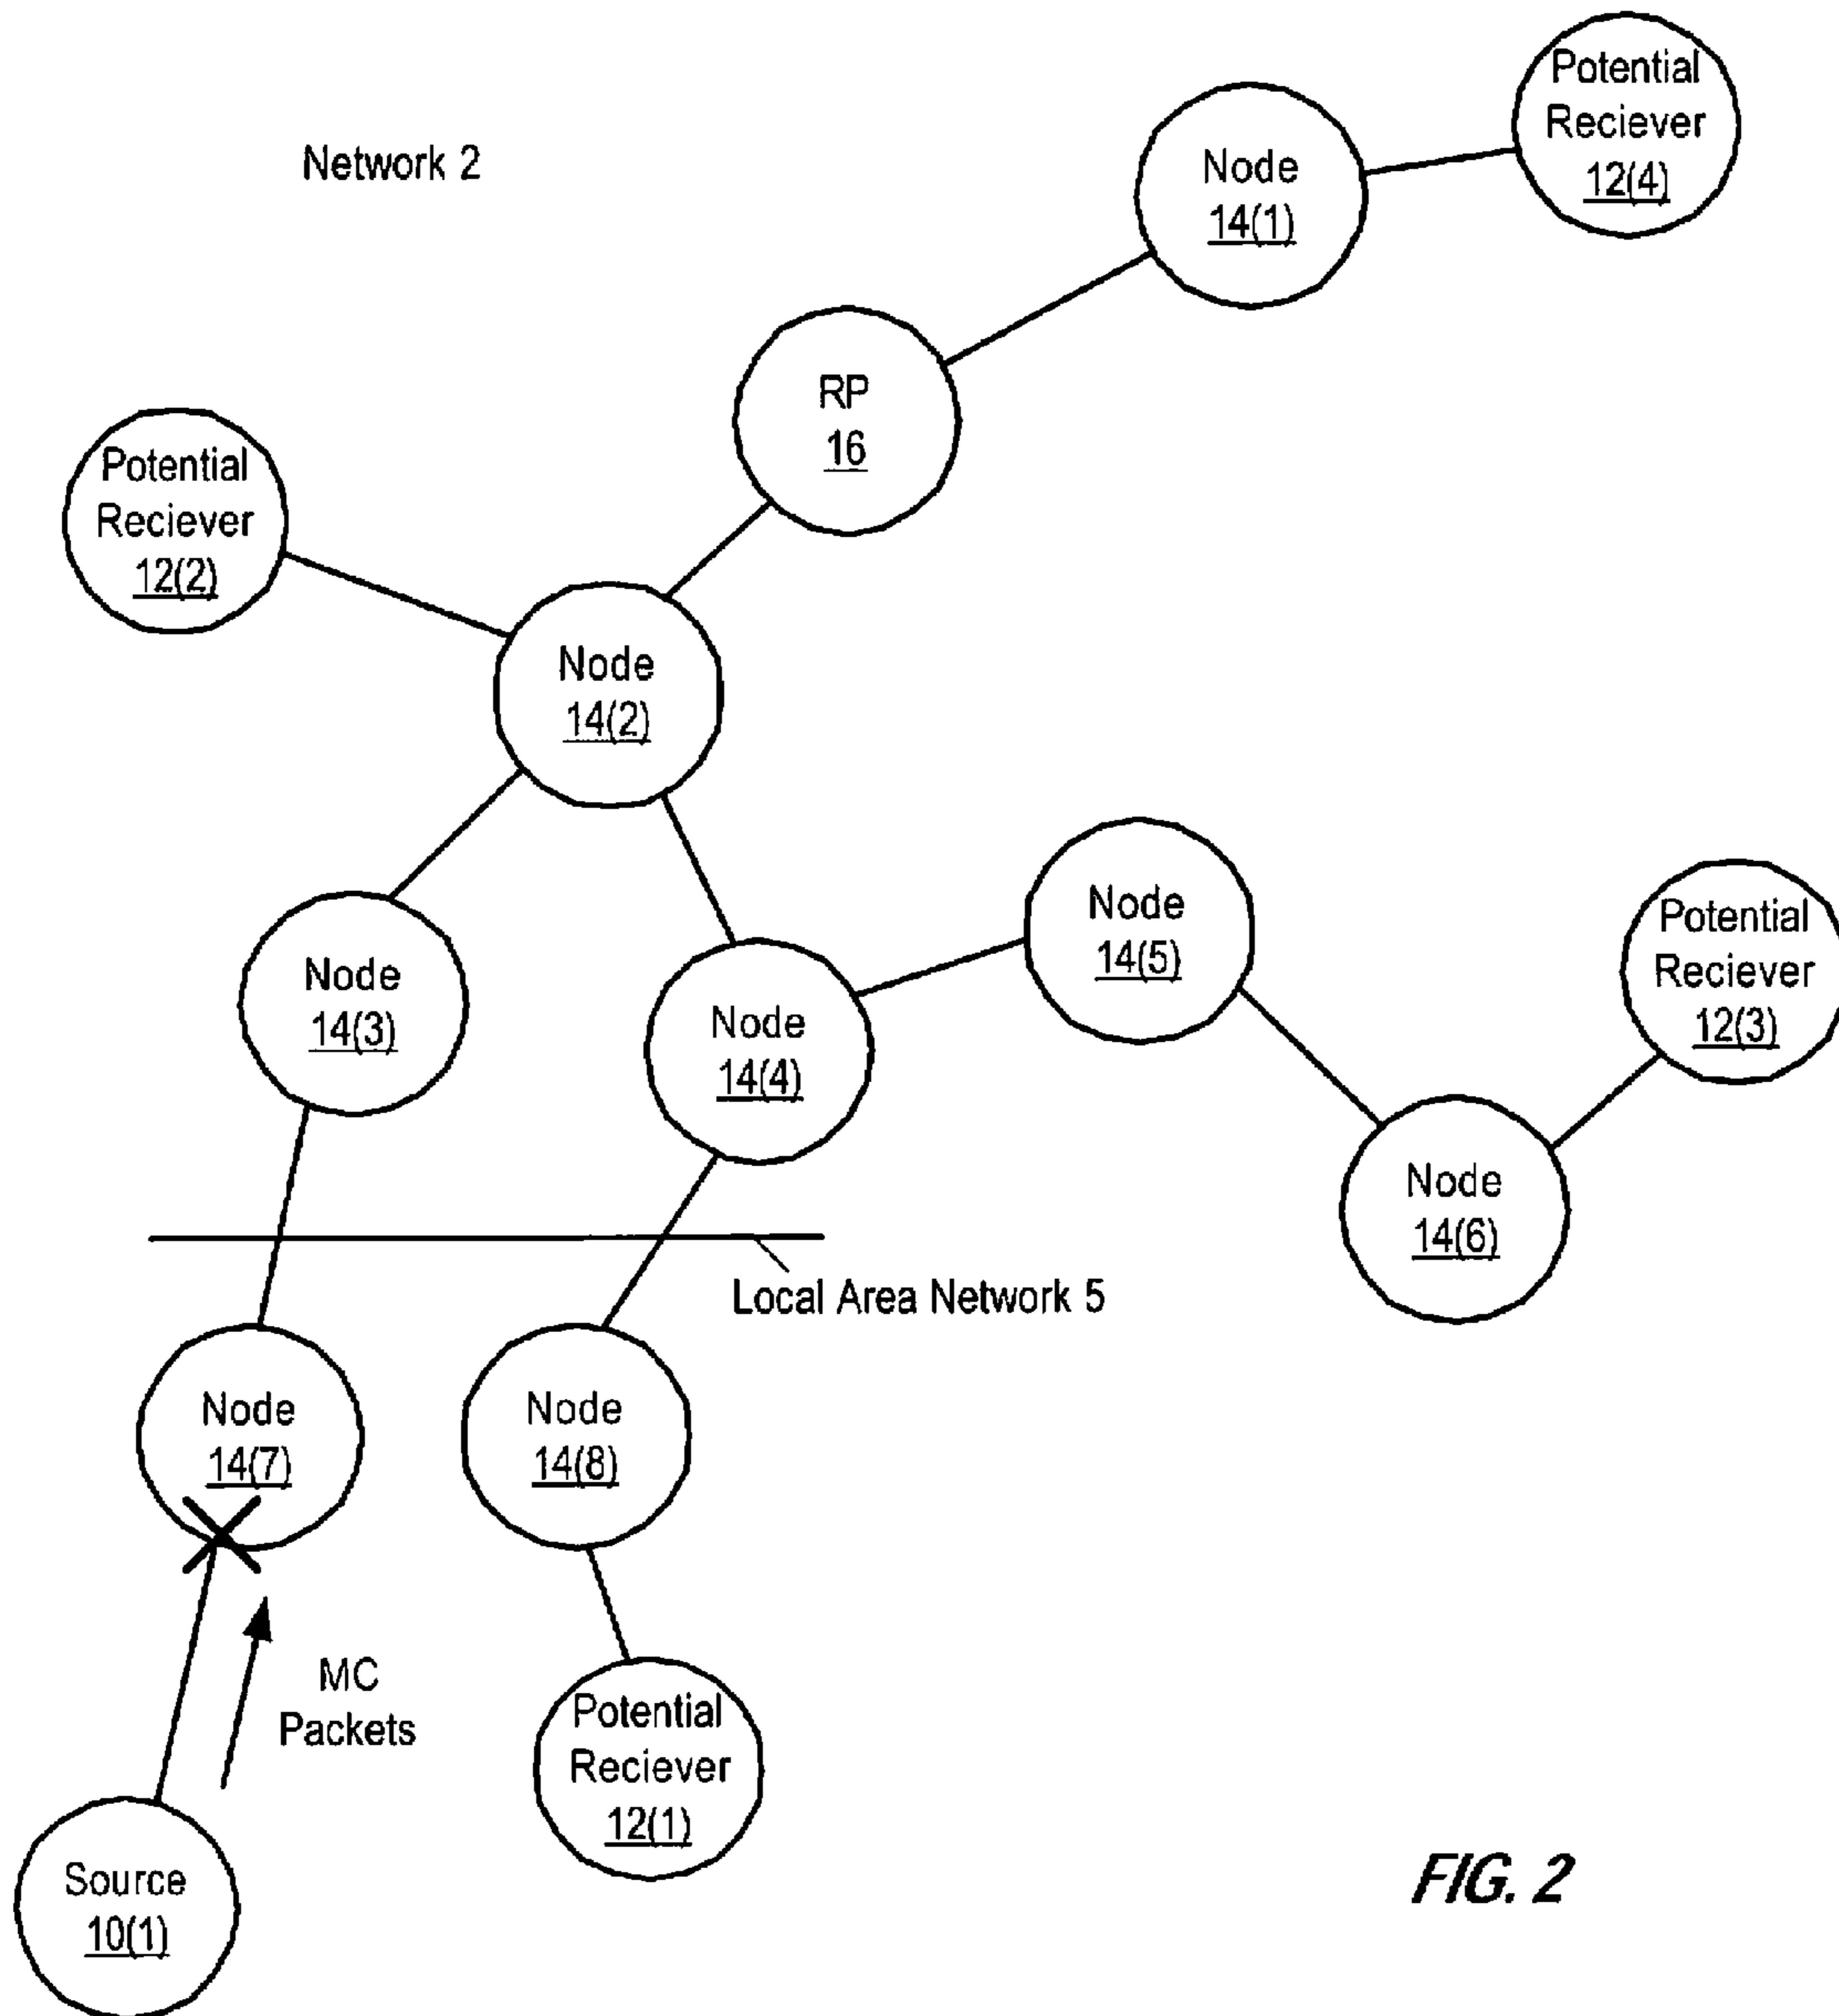 Potential
Reciever
12(4)
Node
14(1)
Network 2
RP
16
Potential
Reciever
12(2)
Node
14(2)
Node
14(5)
Potential
Reciever
12(3)
Node
14(3)
Node
14(4)
Node
14(6)
Local Area Network 5
Node
14(7)
Node
14(8)
MC
Packets
Potential
Reciever
12(1)
Source
10(1)
FIG. 2